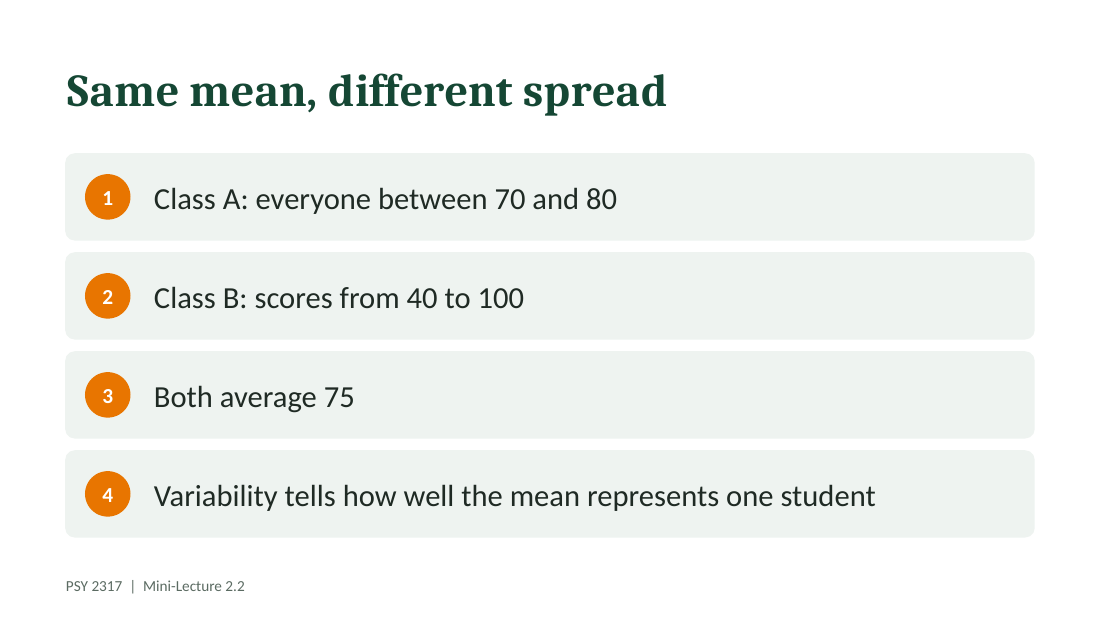 Same mean, different spread
1 Class A: everyone between 70 and 80
2 Class B: scores from 40 to 100
3 Both average 75
4 Variability tells how well the mean represents one student
PSY 2317 | Mini-Lecture 2.2